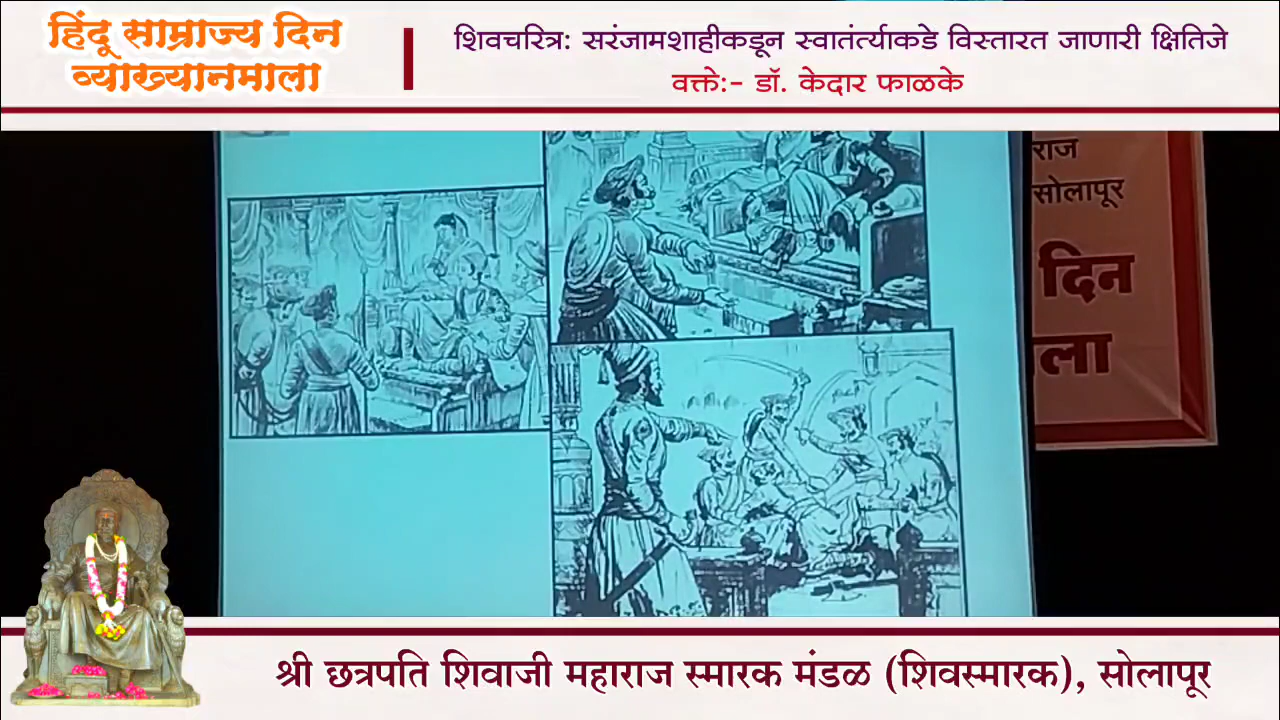 हिंदू साम्राज्य दिन
व्याख्यानमाला
शिवचरित्र: सरंजामशाहीकडून स्वातंर्त्याकडे विस्तारत जाणारी क्षितिजे
वक्ते:- डॉ. केदार फाळके
राज
सोलापूर
दिन
ला
श्री छत्रपति शिवाजी महाराज स्मारक मंडळ (शिवस्मारक), सोलापूर